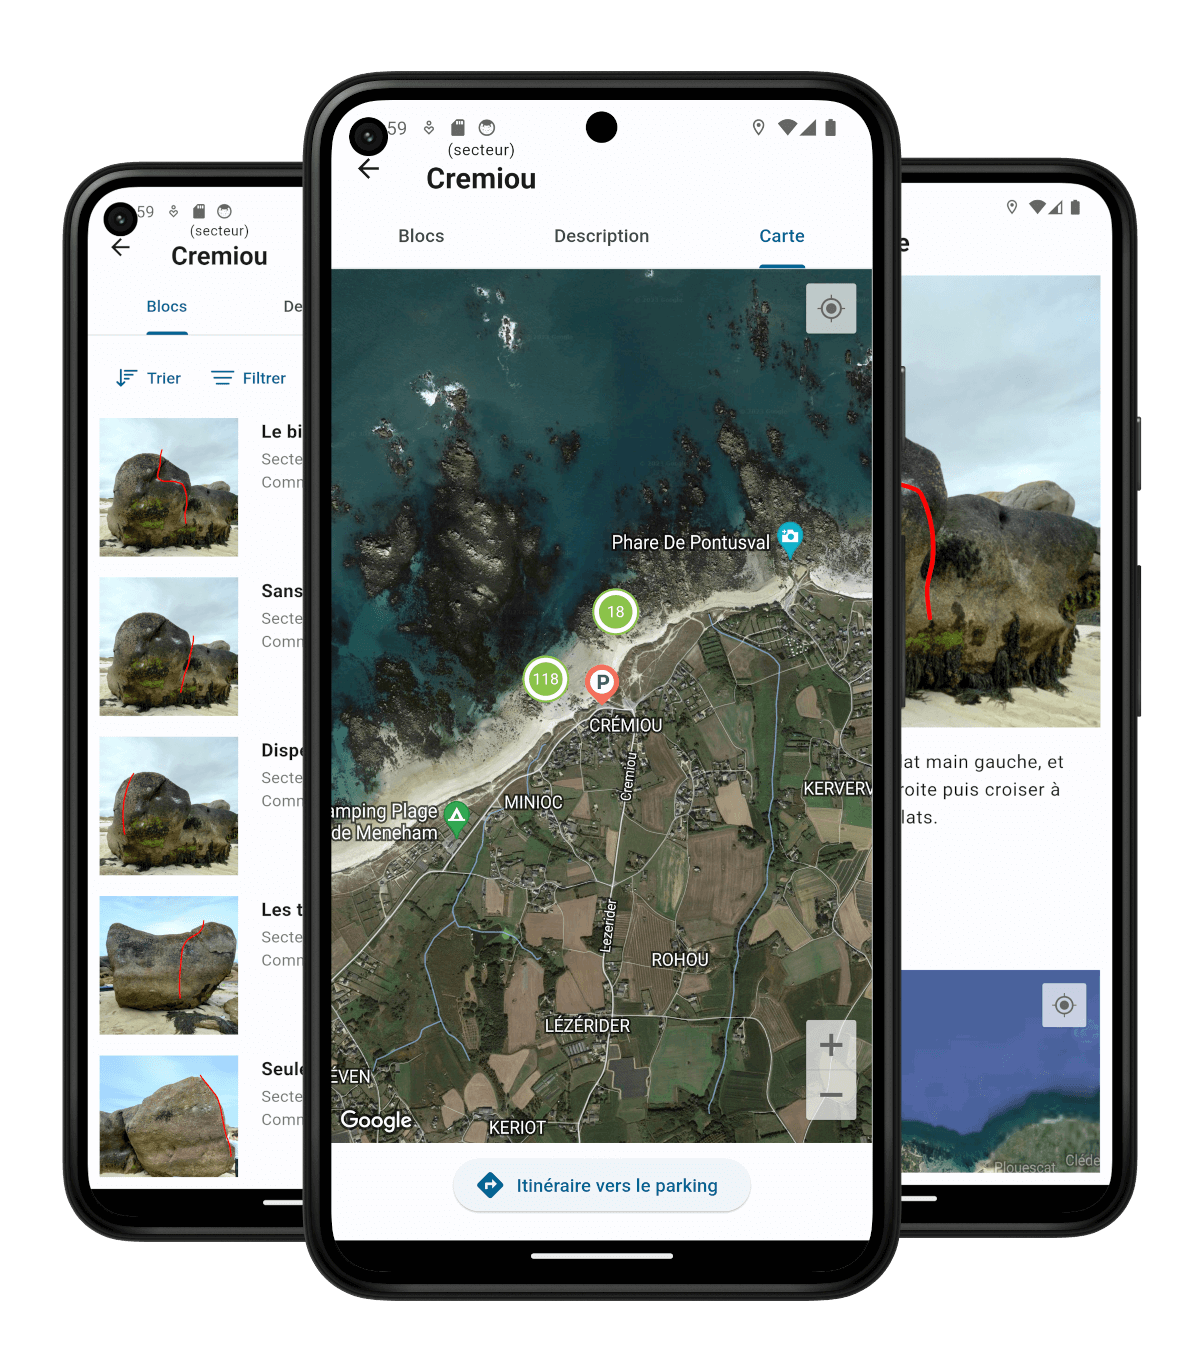 59
(secteur)
Cremiou
Blocs
De
Trier
Filtrer
Le bi
Secte
Comm
Sans
Secte
Comm
Dispe
Secte
Comm
Les t
Secte
Comm
Seule
Secte
Comm
59
(secteur)
Cremiou
Blocs
Description
Carte
Phare De Pontusval
18
118
P
CRÉMIOU
Cremiou
KERVERV
MINIOC
amping Plage
de Meneham
Lezerider
ROHOU
LÉZÉRIDER
ÉVEN
Google
KERIOT
+
−
Itinéraire vers le parking
e
lat main gauche, et
roite puis croiser à
lats.
Plouescat
Cléde